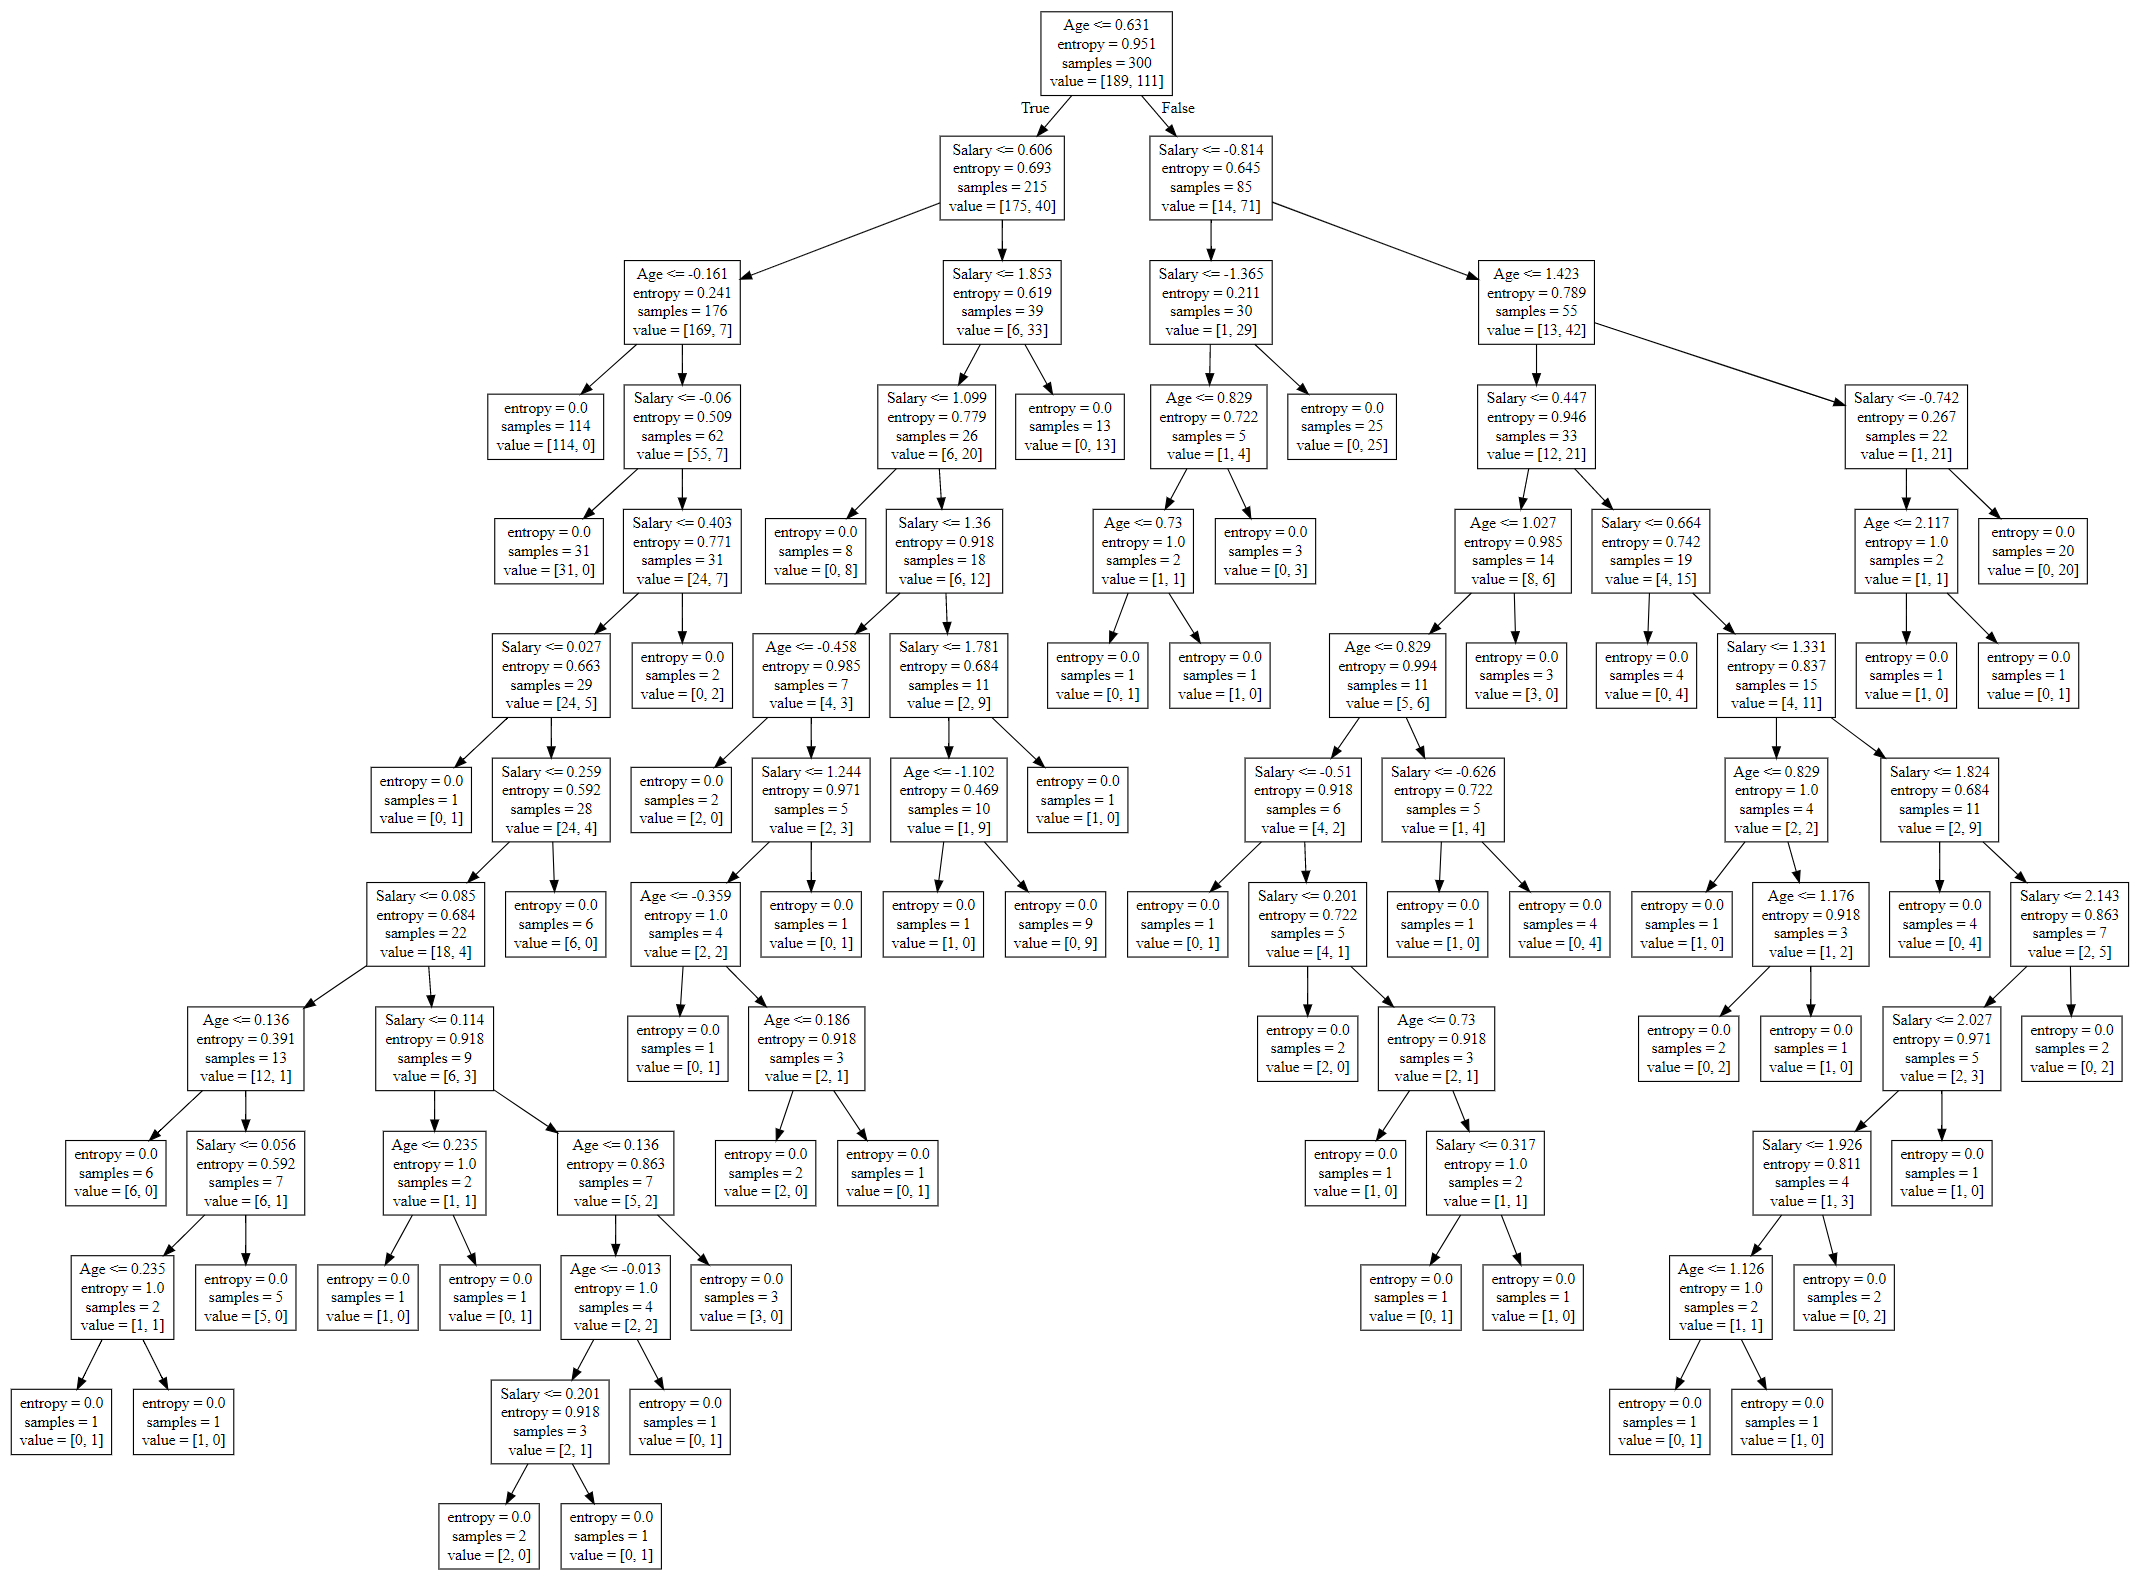 Age <= 0.631
entropy = 0.951
samples = 300
value = [189, 111]
True
False
Salary <= 0.606
entropy = 0.693
samples = 215
value = [175, 40]
Salary <= -0.814
entropy = 0.645
samples = 85
value = [14, 71]
Age <= -0.161
entropy = 0.241
samples = 176
value = [169, 7]
Salary <= 1.853
entropy = 0.619
samples = 39
value = [6, 33]
Salary <= -1.365
entropy = 0.211
samples = 30
value = [1, 29]
Age <= 1.423
entropy = 0.789
samples = 55
value = [13, 42]
entropy = 0.0
samples = 114
value = [114, 0]
Salary <= -0.06
entropy = 0.509
samples = 62
value = [55, 7]
Salary <= 1.099
entropy = 0.779
samples = 26
value = [6, 20]
entropy = 0.0
samples = 13
value = [0, 13]
Age <= 0.829
entropy = 0.722
samples = 5
value = [1, 4]
entropy = 0.0
samples = 25
value = [0, 25]
Salary <= 0.447
entropy = 0.946
samples = 33
value = [12, 21]
Salary <= -0.742
entropy = 0.267
samples = 22
value = [1, 21]
entropy = 0.0
samples = 31
value = [31, 0]
Salary <= 0.403
entropy = 0.771
samples = 31
value = [24, 7]
entropy = 0.0
samples = 8
value = [0, 8]
Salary <= 1.36
entropy = 0.918
samples = 18
value = [6, 12]
Age <= 0.73
entropy = 1.0
samples = 2
value = [1, 1]
entropy = 0.0
samples = 3
value = [0, 3]
Age <= 1.027
entropy = 0.985
samples = 14
value = [8, 6]
Salary <= 0.664
entropy = 0.742
samples = 19
value = [4, 15]
Age <= 2.117
entropy = 1.0
samples = 2
value = [1, 1]
entropy = 0.0
samples = 20
value = [0, 20]
Salary <= 0.027
entropy = 0.663
samples = 29
value = [24, 5]
entropy = 0.0
samples = 2
value = [0, 2]
Age <= -0.458
entropy = 0.985
samples = 7
value = [4, 3]
Salary <= 1.781
entropy = 0.684
samples = 11
value = [2, 9]
entropy = 0.0
samples = 1
value = [0, 1]
entropy = 0.0
samples = 1
value = [1, 0]
Age <= 0.829
entropy = 0.994
samples = 11
value = [5, 6]
entropy = 0.0
samples = 3
value = [3, 0]
entropy = 0.0
samples = 4
value = [0, 4]
Salary <= 1.331
entropy = 0.837
samples = 15
value = [4, 11]
entropy = 0.0
samples = 1
value = [1, 0]
entropy = 0.0
samples = 1
value = [0, 1]
entropy = 0.0
samples = 1
value = [0, 1]
Salary <= 0.259
entropy = 0.592
samples = 28
value = [24, 4]
entropy = 0.0
samples = 2
value = [2, 0]
Salary <= 1.244
entropy = 0.971
samples = 5
value = [2, 3]
Age <= -1.102
entropy = 0.469
samples = 10
value = [1, 9]
entropy = 0.0
samples = 1
value = [1, 0]
Salary <= -0.51
entropy = 0.918
samples = 6
value = [4, 2]
Salary <= -0.626
entropy = 0.722
samples = 5
value = [1, 4]
Age <= 0.829
entropy = 1.0
samples = 4
value = [2, 2]
Salary <= 1.824
entropy = 0.684
samples = 11
value = [2, 9]
Salary <= 0.085
entropy = 0.684
samples = 22
value = [18, 4]
entropy = 0.0
samples = 6
value = [6, 0]
Age <= -0.359
entropy = 1.0
samples = 4
value = [2, 2]
entropy = 0.0
samples = 1
value = [0, 1]
entropy = 0.0
samples = 1
value = [1, 0]
entropy = 0.0
samples = 9
value = [0, 9]
entropy = 0.0
samples = 1
value = [0, 1]
Salary <= 0.201
entropy = 0.722
samples = 5
value = [4, 1]
entropy = 0.0
samples = 1
value = [1, 0]
entropy = 0.0
samples = 4
value = [0, 4]
entropy = 0.0
samples = 1
value = [1, 0]
Age <= 1.176
entropy = 0.918
samples = 3
value = [1, 2]
entropy = 0.0
samples = 4
value = [0, 4]
Salary <= 2.143
entropy = 0.863
samples = 7
value = [2, 5]
Age <= 0.136
entropy = 0.391
samples = 13
value = [12, 1]
Salary <= 0.114
entropy = 0.918
samples = 9
value = [6, 3]
entropy = 0.0
samples = 1
value = [0, 1]
Age <= 0.186
entropy = 0.918
samples = 3
value = [2, 1]
entropy = 0.0
samples = 2
value = [2, 0]
Age <= 0.73
entropy = 0.918
samples = 3
value = [2, 1]
entropy = 0.0
samples = 2
value = [0, 2]
entropy = 0.0
samples = 1
value = [1, 0]
Salary <= 2.027
entropy = 0.971
samples = 5
value = [2, 3]
entropy = 0.0
samples = 2
value = [0, 2]
entropy = 0.0
samples = 6
value = [6, 0]
Salary <= 0.056
entropy = 0.592
samples = 7
value = [6, 1]
Age <= 0.235
entropy = 1.0
samples = 2
value = [1, 1]
Age <= 0.136
entropy = 0.863
samples = 7
value = [5, 2]
entropy = 0.0
samples = 2
value = [2, 0]
entropy = 0.0
samples = 1
value = [0, 1]
entropy = 0.0
samples = 1
value = [1, 0]
Salary <= 0.317
entropy = 1.0
samples = 2
value = [1, 1]
Salary <= 1.926
entropy = 0.811
samples = 4
value = [1, 3]
entropy = 0.0
samples = 1
value = [1, 0]
Age <= 0.235
entropy = 1.0
samples = 2
value = [1, 1]
entropy = 0.0
samples = 5
value = [5, 0]
entropy = 0.0
samples = 1
value = [1, 0]
entropy = 0.0
samples = 1
value = [0, 1]
Age <= -0.013
entropy = 1.0
samples = 4
value = [2, 2]
entropy = 0.0
samples = 3
value = [3, 0]
entropy = 0.0
samples = 1
value = [0, 1]
entropy = 0.0
samples = 1
value = [1, 0]
Age <= 1.126
entropy = 1.0
samples = 2
value = [1, 1]
entropy = 0.0
samples = 2
value = [0, 2]
entropy = 0.0
samples = 1
value = [0, 1]
entropy = 0.0
samples = 1
value = [1, 0]
Salary <= 0.201
entropy = 0.918
samples = 3
value = [2, 1]
entropy = 0.0
samples = 1
value = [0, 1]
entropy = 0.0
samples = 1
value = [0, 1]
entropy = 0.0
samples = 1
value = [1, 0]
entropy = 0.0
samples = 2
value = [2, 0]
entropy = 0.0
samples = 1
value = [0, 1]